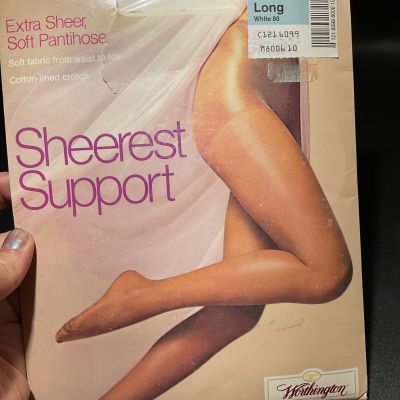 Extra Sheer,
Soft Pantihose
Soft fabric from waist to toe
Cotton-lined crotch
Long
White 80
C1216099
M800610
Sheerest
Support
Worthington